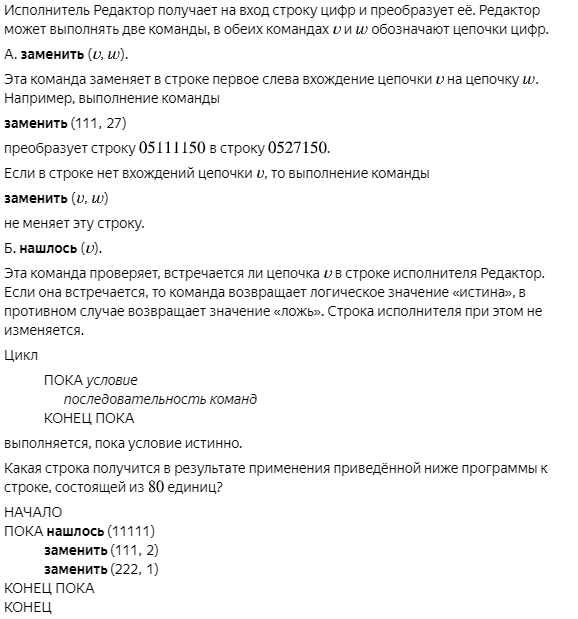 Исполнитель Редактор получает на вход строку цифр и преобразует её. Редактор
может выполнять две команды, в обеих командах v и w обозначают цепочки цифр.
А. заменить (v, w).
Эта команда заменяет в строке первое слева вхождение цепочки v на цепочку w.
Например, выполнение команды
заменить (111, 27)
преобразует строку 05111150 в строку 0527150.
Если в строке нет вхождений цепочки v, то выполнение команды
заменить (v, w)
не меняет эту строку.
Б. нашлось (v).
Эта команда проверяет, встречается ли цепочка v в строке исполнителя Редактор.
Если она встречается, то команда возвращает логическое значение «истина», в
противном случае возвращает значение «ложь». Строка исполнителя при этом не
изменяется.
Цикл
ПОКА условие
последовательность команд
КОНЕЦ ПОКА
выполняется, пока условие истинно.
Какая строка получится в результате применения приведённой ниже программы к
строке, состоящей из 80 единиц?
НАЧАЛО
ПОКА нашлось (11111)
заменить (111, 2)
заменить (222, 1)
КОНЕЦ ПОКА
КОНЕЦ